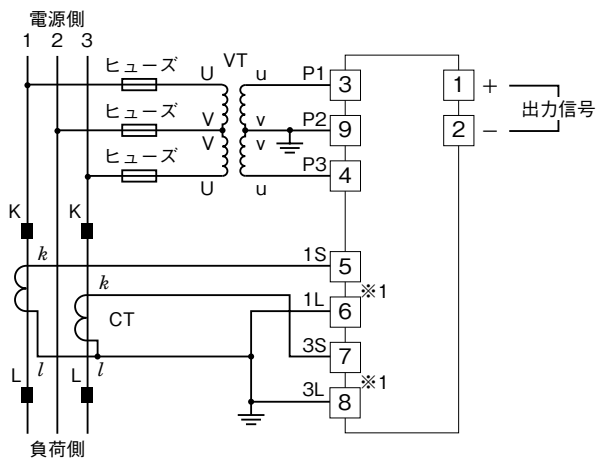 電源側
1 2 3
ヒューズ
VT
U
u
P1
3
1
+
ヒューズ
V
v
P2
9
2
−
出力信号
ヒューズ
V
v
P3
4
U
u
K
K
k
1S
5
※1
k
1L
6
CT
3S
7
※1
L
l
L
l
3L
8
負荷側